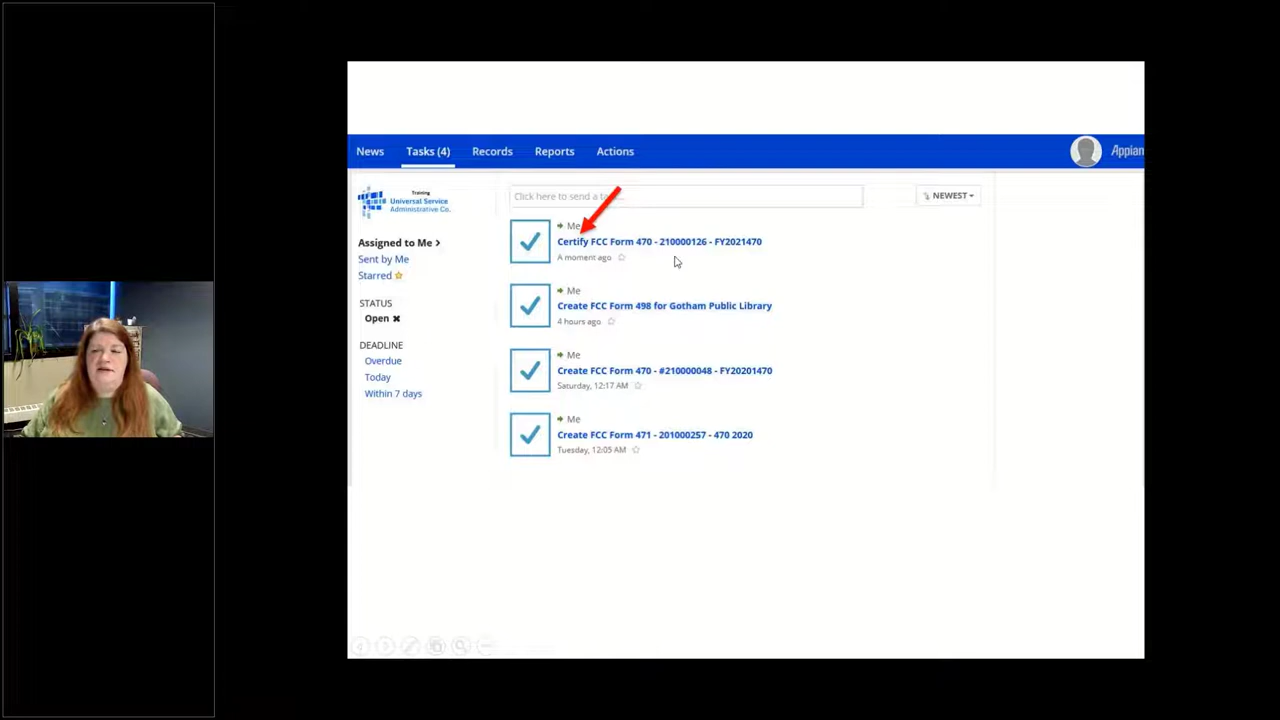 News Tasks (4) Records Reports Actions Appian
Training
Universal Service
Administrative Co.
Assigned to Me
Sent by Me
Starred
STATUS
Open
DEADLINE
Overdue
Today
Within 7 days
Click here to send a
NEWEST
Me
Certify FCC Form 470 - 210000126 - FY2021470
A moment ago
Me
Create FCC Form 498 for Gotham Public Library
4 hours ago
Me
Create FCC Form 470 - #210000048 - FY20201470
Saturday, 12:17 AM
Me
Create FCC Form 471 - 201000257 - 470 2020
Tuesday, 12:05 AM